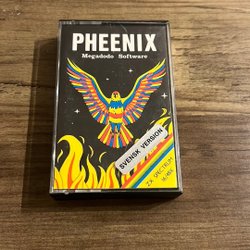 PHEENIX
Megadodo Software
SVENSK VERSION
ZX SPECTRUM
16/48K